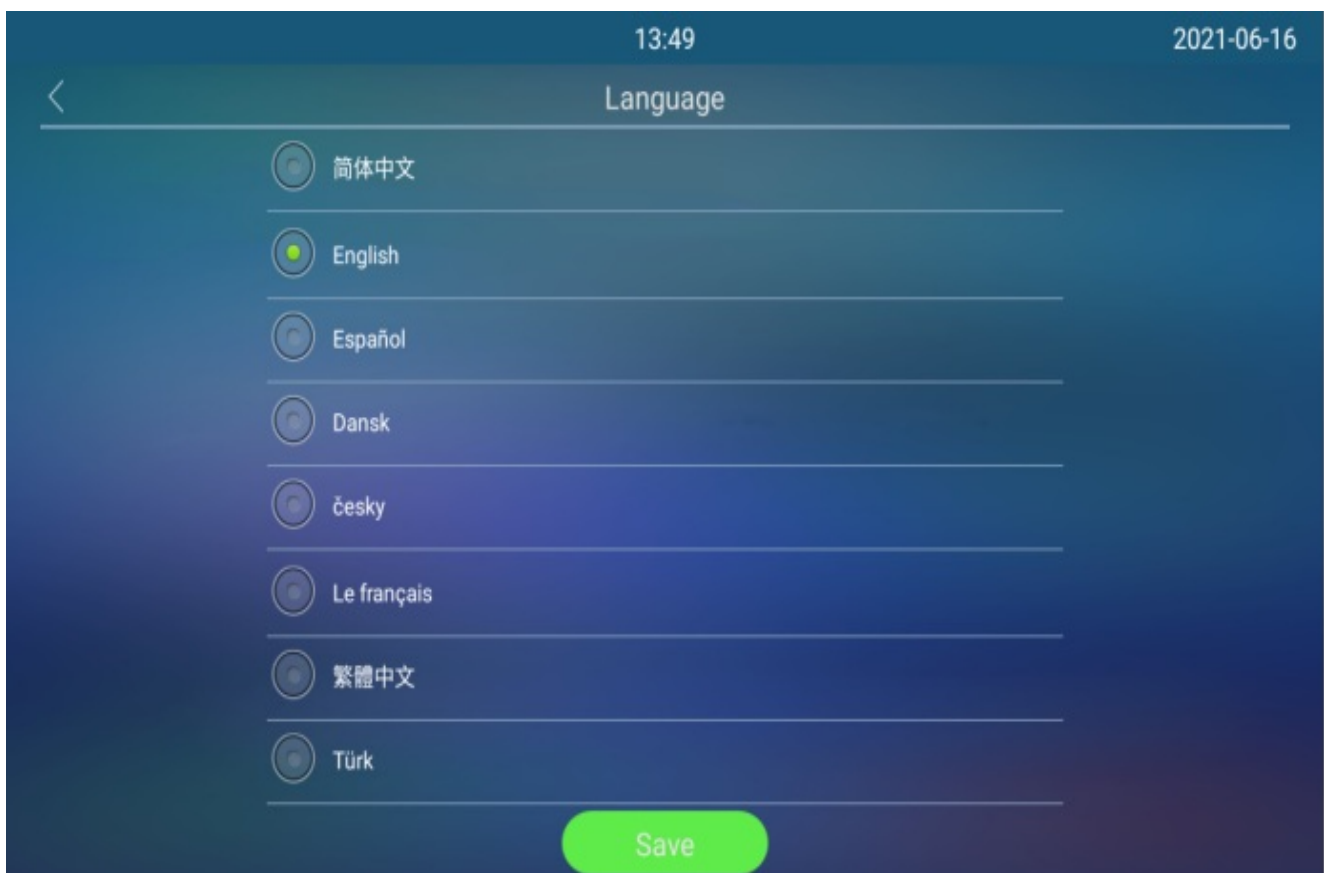 13:49 2021-06-16
Language
简体中文
English
Español
Dansk
česky
Le français
繁體中文
Türk
Save